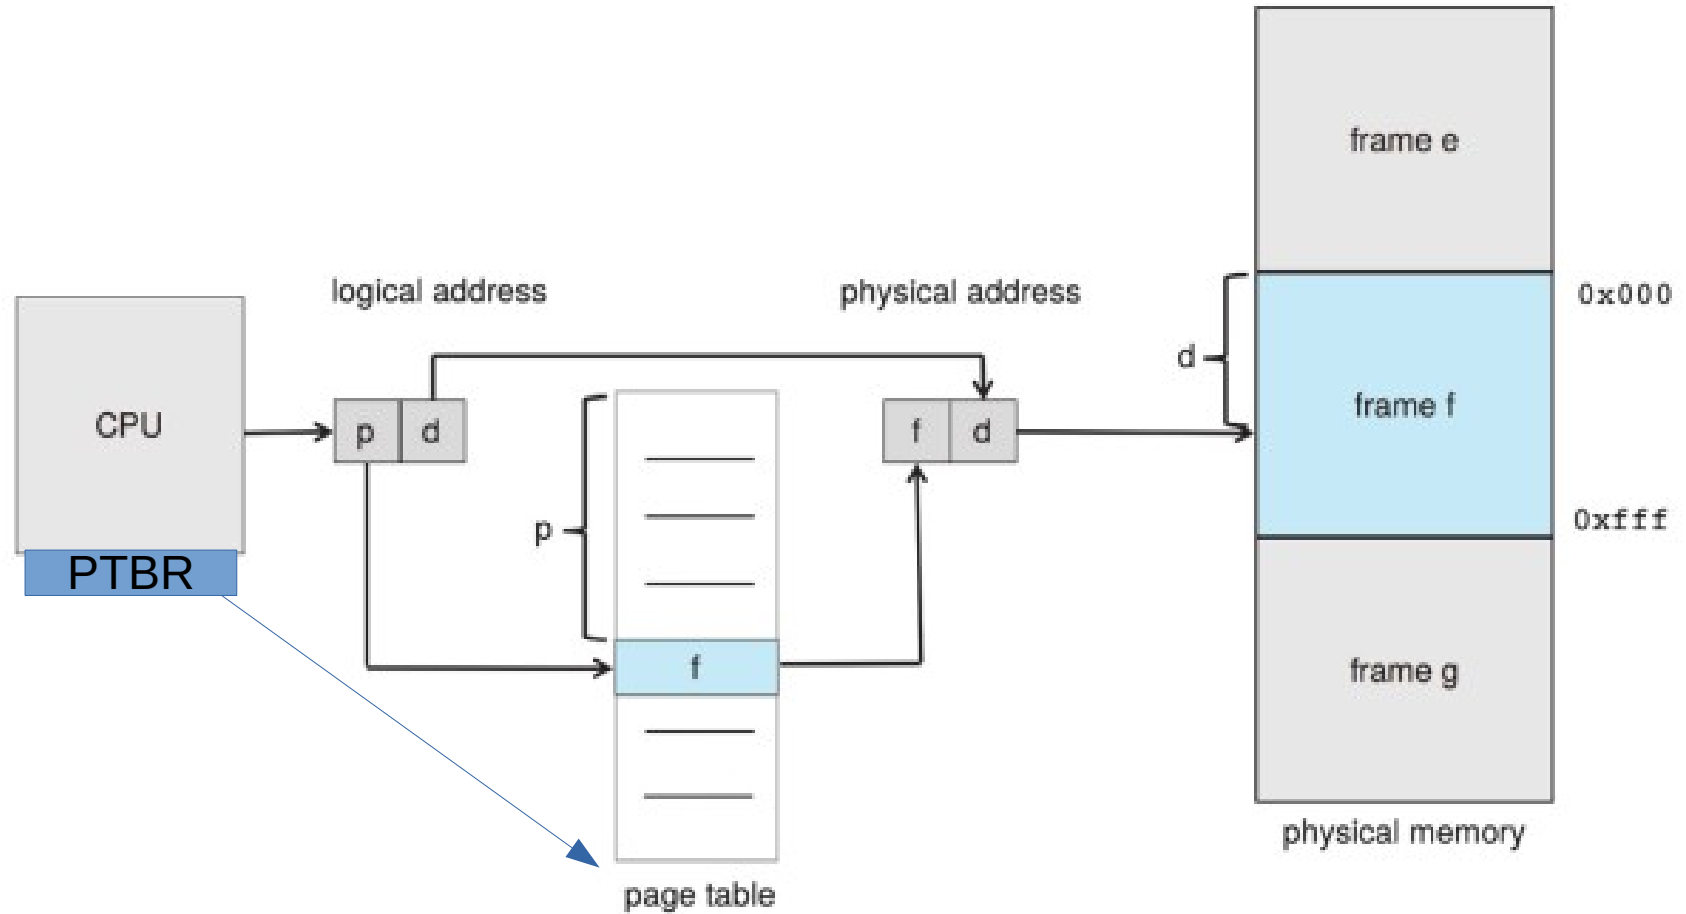 frame e
logical address
physical address
0x000
d
CPU
p d
f d
frame f
p
0xfff
PTBR
f
frame g
physical memory
page table